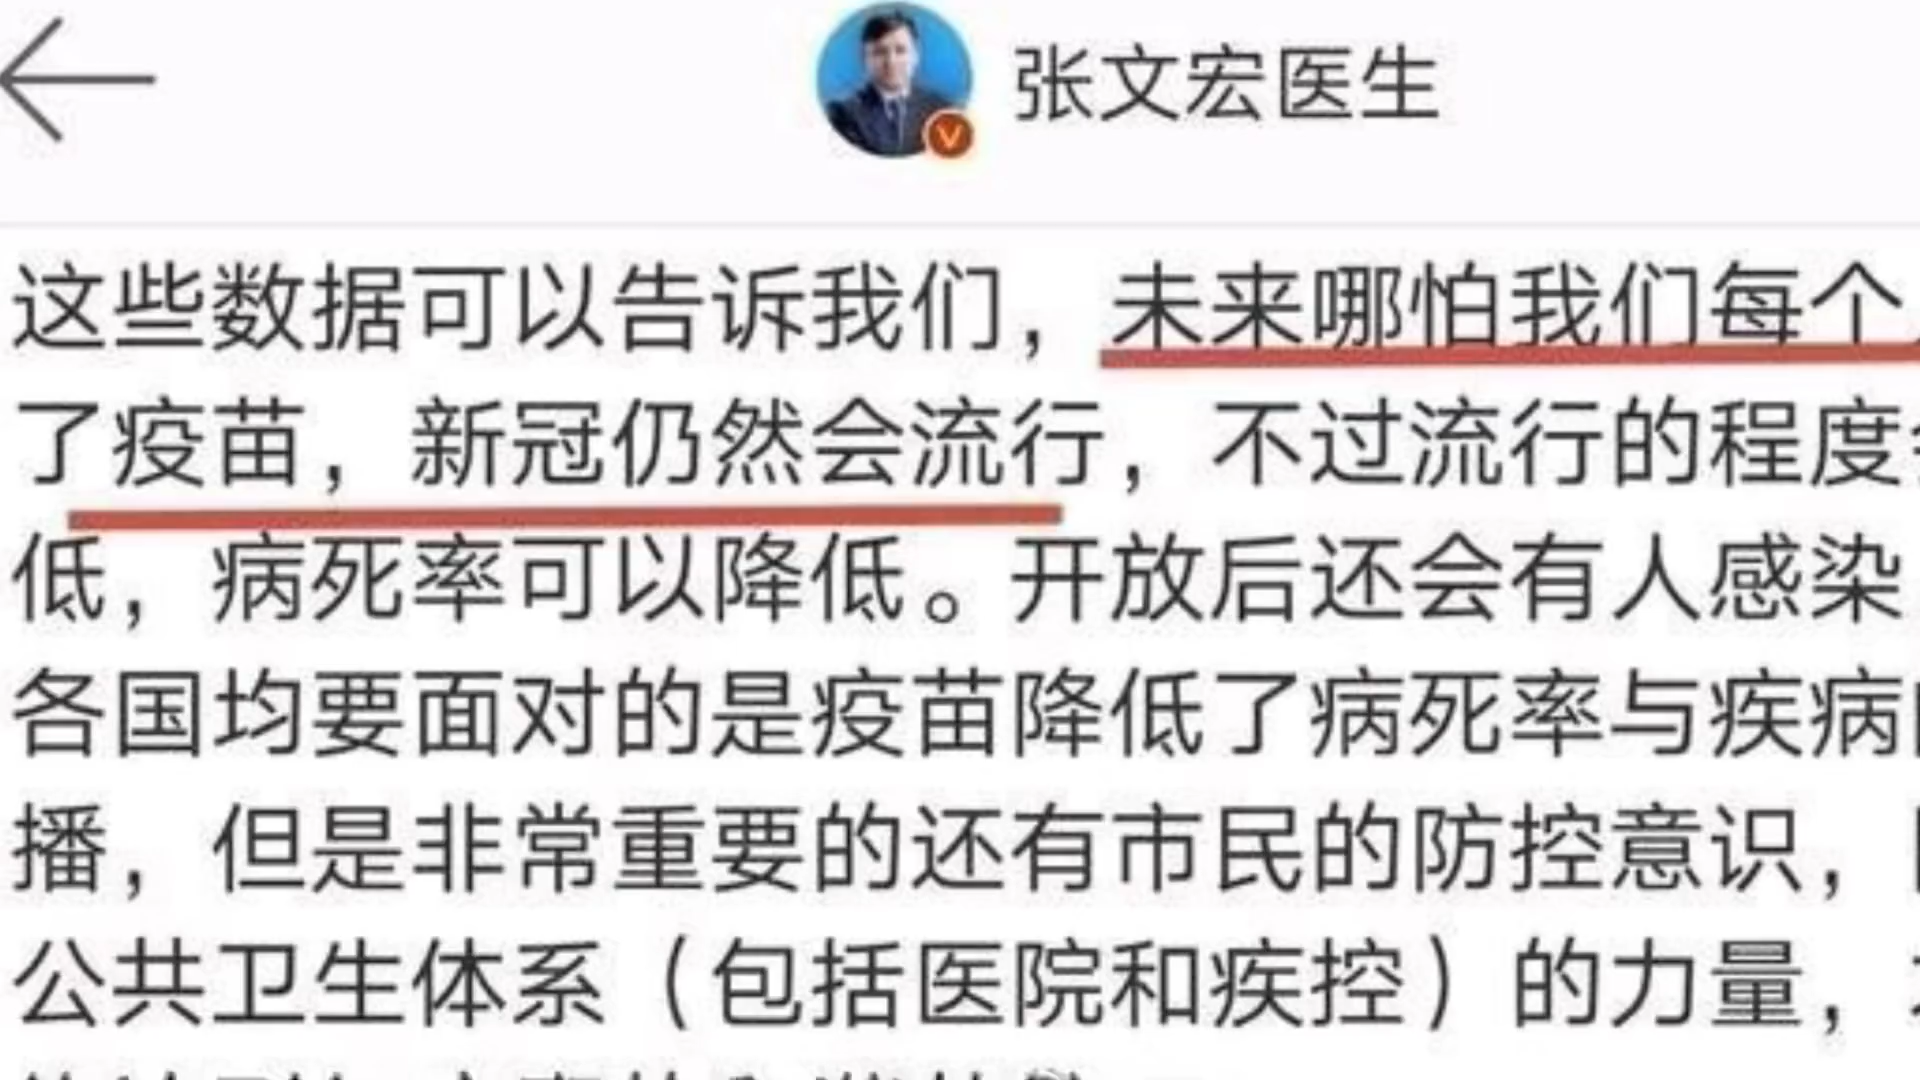 张文宏医生
这些数据可以告诉我们，未来哪怕我们每个
了疫苗，新冠仍然会流行，不过流行的程度
低，病死率可以降低。开放后还会有人感染
各国均要面对的是疫苗降低了病死率与疾病
播，但是非常重要的还有市民的防控意识，
公共卫生体系（包括医院和疾控）的力量，